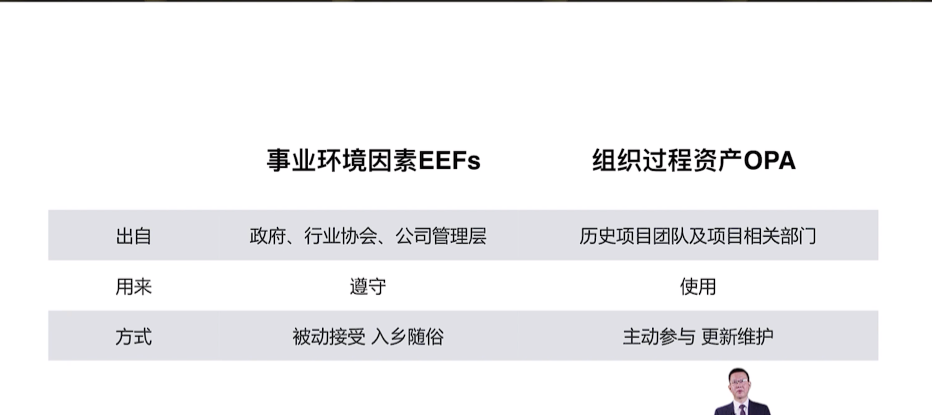 事业环境因素EEFs 组织过程资产OPA
出自 政府、行业协会、公司管理层 历史项目团队及项目相关部门
用来 遵守 使用
方式 被动接受 入乡随俗 主动参与 更新维护